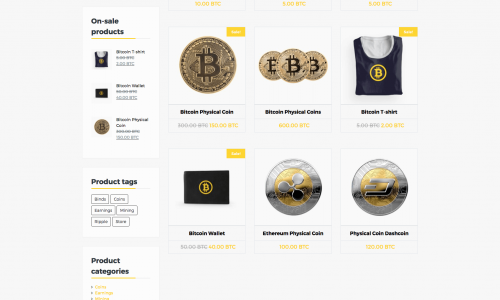 10.00 BTC
5.00 BTC
5.00 BTC
On-sale
products
Bitcoin T-shirt
3.00 BTC
2.00 BTC
Bitcoin Wallet
50.00 BTC
40.00 BTC
Bitcoin Physical
Coin
300.00 BTC
150.00 BTC
Product tags
Binds
Coins
Earnings
Mining
Ripple
Store
Product
categories
Coins
Earnings
Mining
Sale!
Bitcoin Physical Coin
300.00 BTC 150.00 BTC
Bitcoin Physical Coins
600.00 BTC
Sale!
Bitcoin T-shirt
3.00 BTC 2.00 BTC
Sale!
Bitcoin Wallet
50.00 BTC 40.00 BTC
Ethereum Physical Coin
100.00 BTC
Physical Coin Dashcoin
120.00 BTC